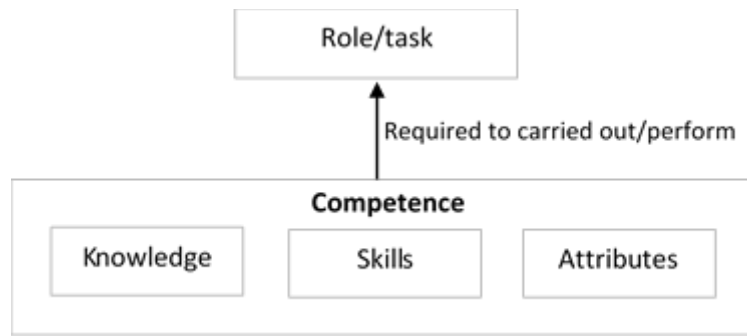 Role/task
Required to carried out/perform
Competence
Knowledge
Skills
Attributes